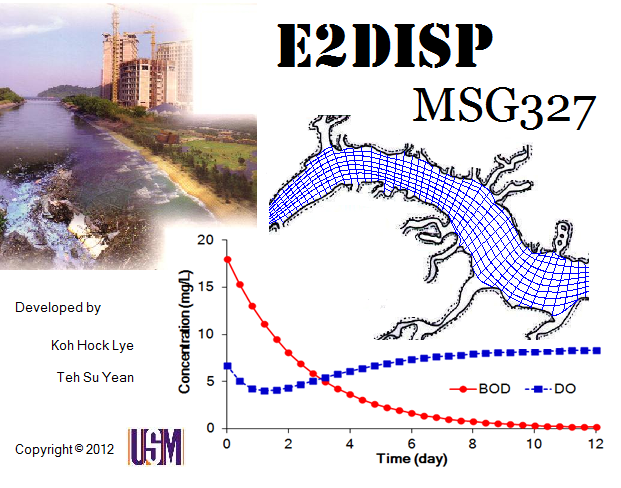 E2DISP
MSG327
Developed by
Koh Hock Lye
Teh Su Yean
Copyright © 2012
USM
Concentration (mg/L)
20
15
10
5
0
0 2 4 6 8 10 12
Time (day)
BOD DO